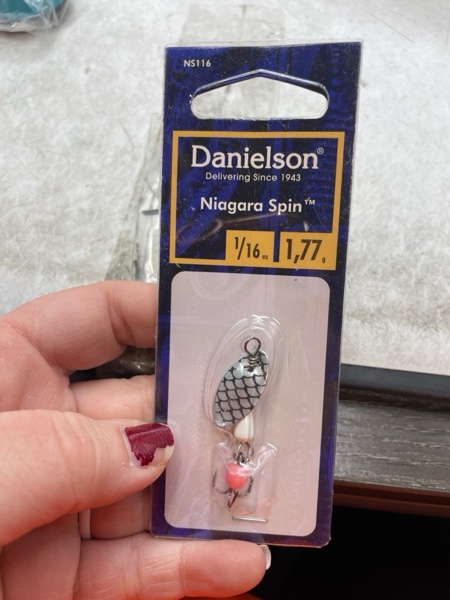 NS116
Danielson®
Delivering Since 1943
Niagara Spin™
1/16 oz 1,77 g